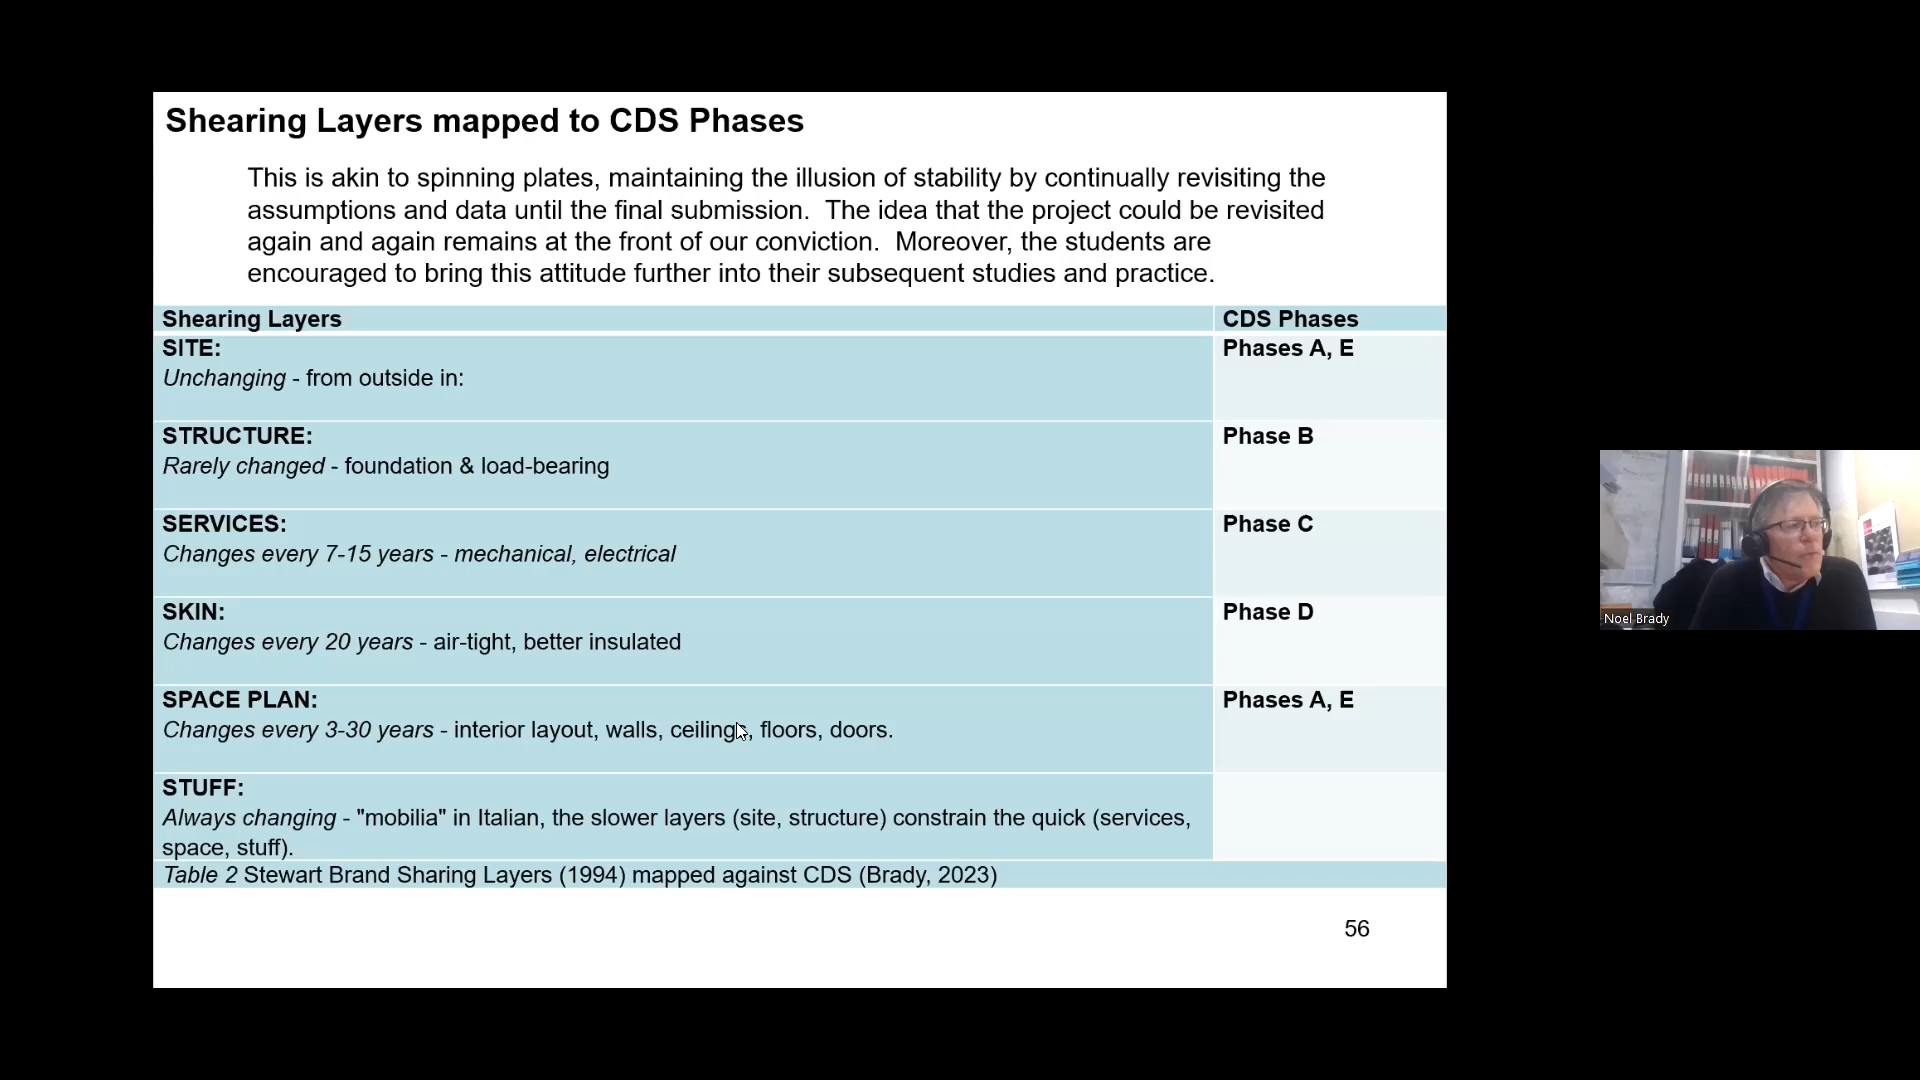 Shearing Layers mapped to CDS Phases
This is akin to spinning plates, maintaining the illusion of stability by continually revisiting the
assumptions and data until the final submission.  The idea that the project could be revisited
again and again remains at the front of our conviction.  Moreover, the students are
encouraged to bring this attitude further into their subsequent studies and practice.
Shearing Layers
CDS Phases
SITE:
Phases A, E
Unchanging - from outside in:
STRUCTURE:
Phase B
Rarely changed - foundation & load-bearing
SERVICES:
Phase C
Changes every 7-15 years - mechanical, electrical
SKIN:
Phase D
Changes every 20 years - air-tight, better insulated
SPACE PLAN:
Phases A, E
Changes every 3-30 years - interior layout, walls, ceilings, floors, doors.
STUFF:
Always changing - "mobilia" in Italian, the slower layers (site, structure) constrain the quick (services,
space, stuff).
Table 2 Stewart Brand Sharing Layers (1994) mapped against CDS (Brady, 2023)
56
Noel Brady